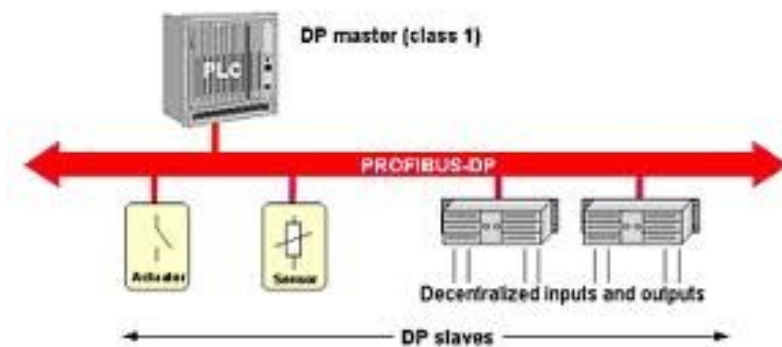 DP master (class 1)
PLC
PROFIBUS-DP
Actuator
Sensor
Decentralized inputs and outputs
DP slaves